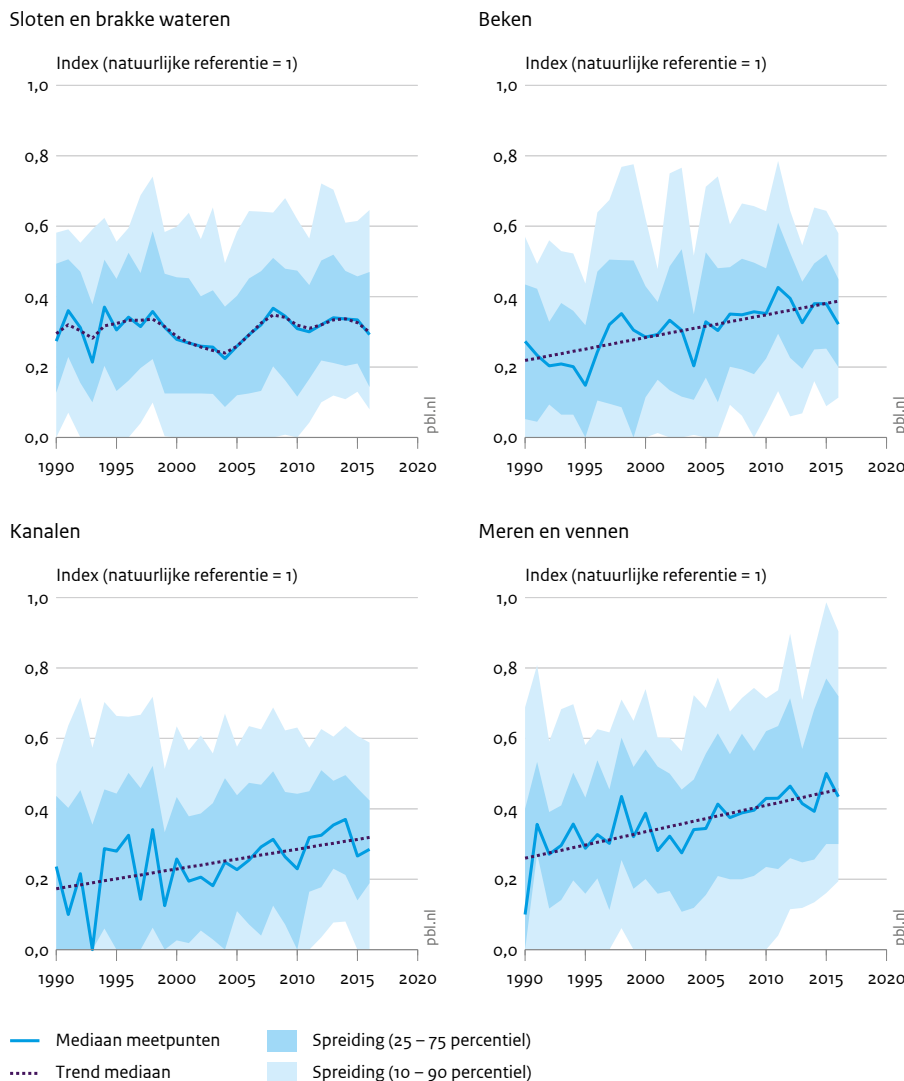 Sloten en brakke wateren
Index (natuurlijke referentie = 1)
1,0
0,8
0,6
0,4
0,2
0,0
1990 1995 2000 2005 2010 2015 2020
pbl.nl
Beken
Index (natuurlijke referentie = 1)
1,0
0,8
0,6
0,4
0,2
0,0
1990 1995 2000 2005 2010 2015 2020
pbl.nl
Kanalen
Index (natuurlijke referentie = 1)
1,0
0,8
0,6
0,4
0,2
0,0
1990 1995 2000 2005 2010 2015 2020
pbl.nl
Meren en vennen
Index (natuurlijke referentie = 1)
1,0
0,8
0,6
0,4
0,2
0,0
1990 1995 2000 2005 2010 2015 2020
pbl.nl
Mediaan meetpunten
Trend mediaan
Spreiding (25 – 75 percentiel)
Spreiding (10 – 90 percentiel)